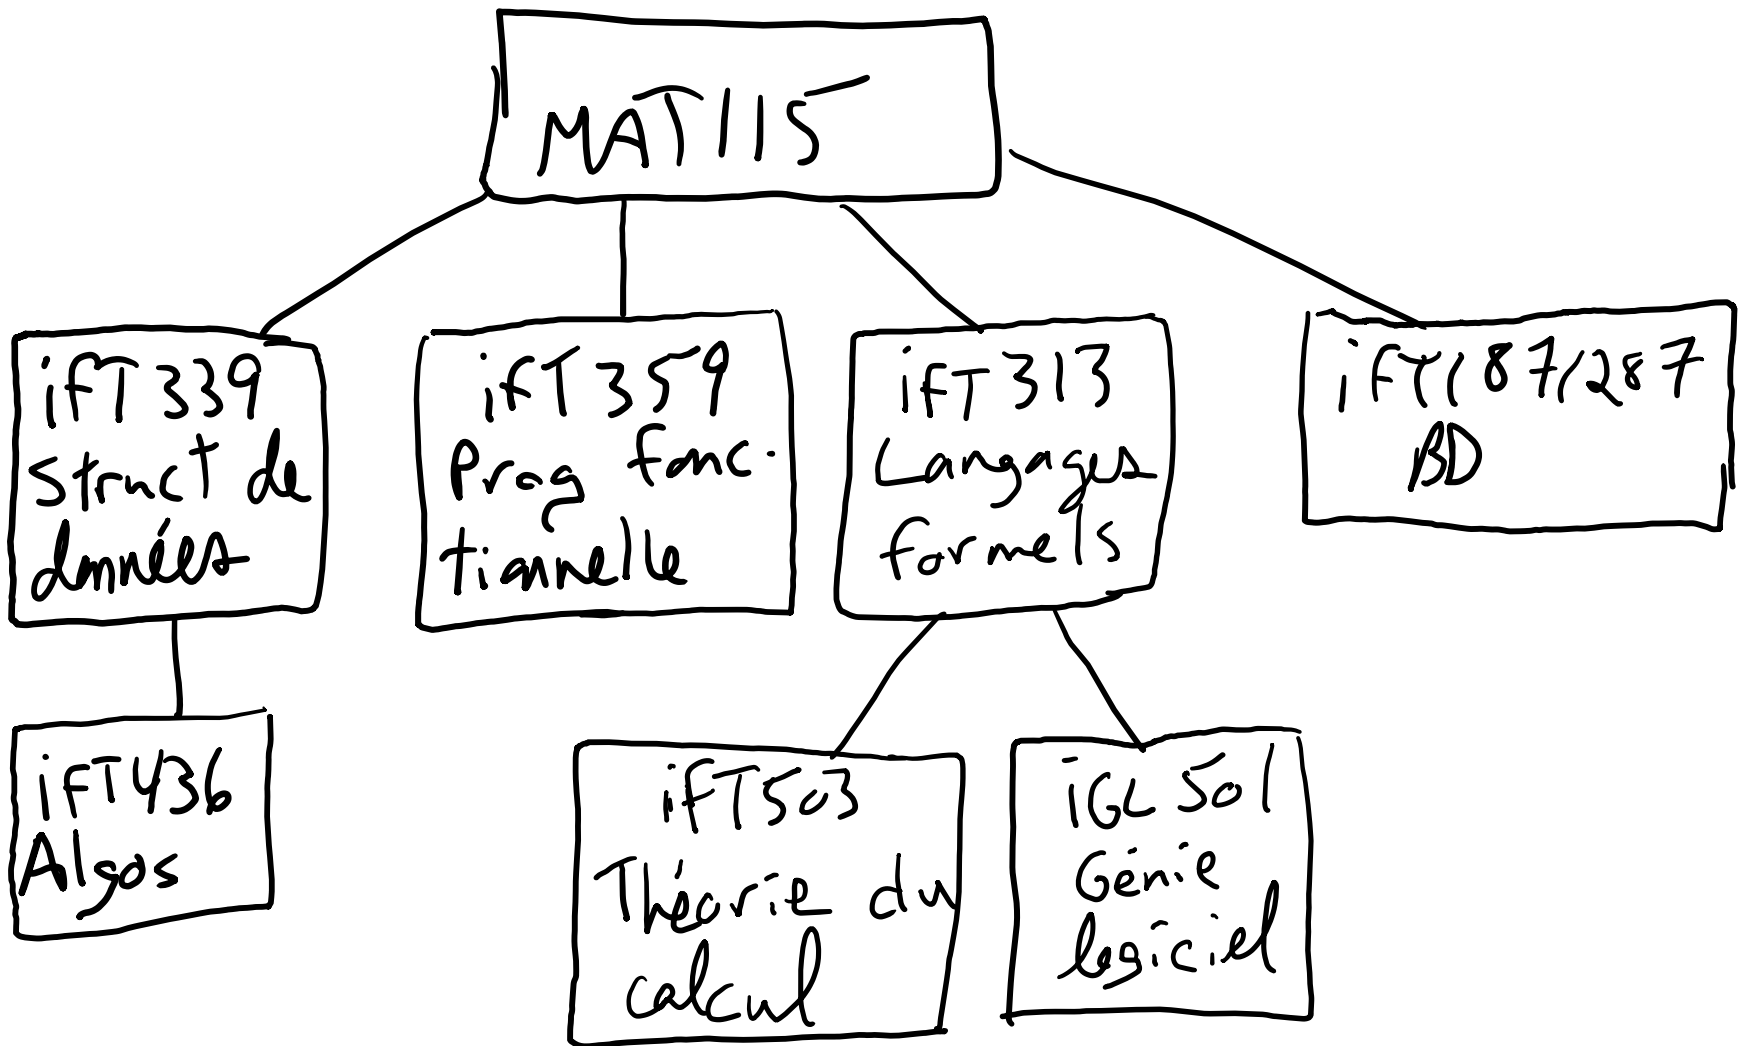 MAT115
iFT339
Struct de
données
iFT359
Prog fonc-
tionnelle
iFT313
Langages
formels
iFT187/287
BD
iFT436
Algos
iFT503
Théorie du
calcul
iGL501
Génie
logiciel